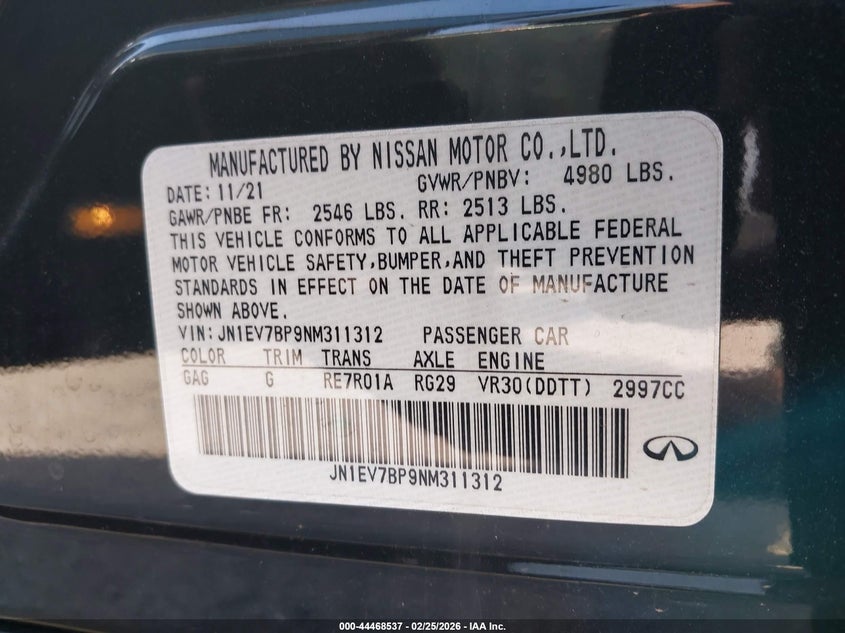 MANUFACTURED BY NISSAN MOTOR CO.,LTD.
DATE: 11/21 GVWR/PNBV: 4980 LBS.
GAWR/PNBE FR: 2546 LBS. RR: 2513 LBS.
THIS VEHICLE CONFORMS TO ALL APPLICABLE FEDERAL
MOTOR VEHICLE SAFETY,BUMPER,AND THEFT PREVENTION
STANDARDS IN EFFECT ON THE DATE OF MANUFACTURE
SHOWN ABOVE.
VIN:JN1EV7BP9NM311312 PASSENGER CAR
COLOR TRIM TRANS AXLE ENGINE
GAG G RE7R01A RG29 VR30(DDTT) 2997CC
JN1EV7BP9NM311312
000-44468537 - 02/25/2026 - IAA Inc.